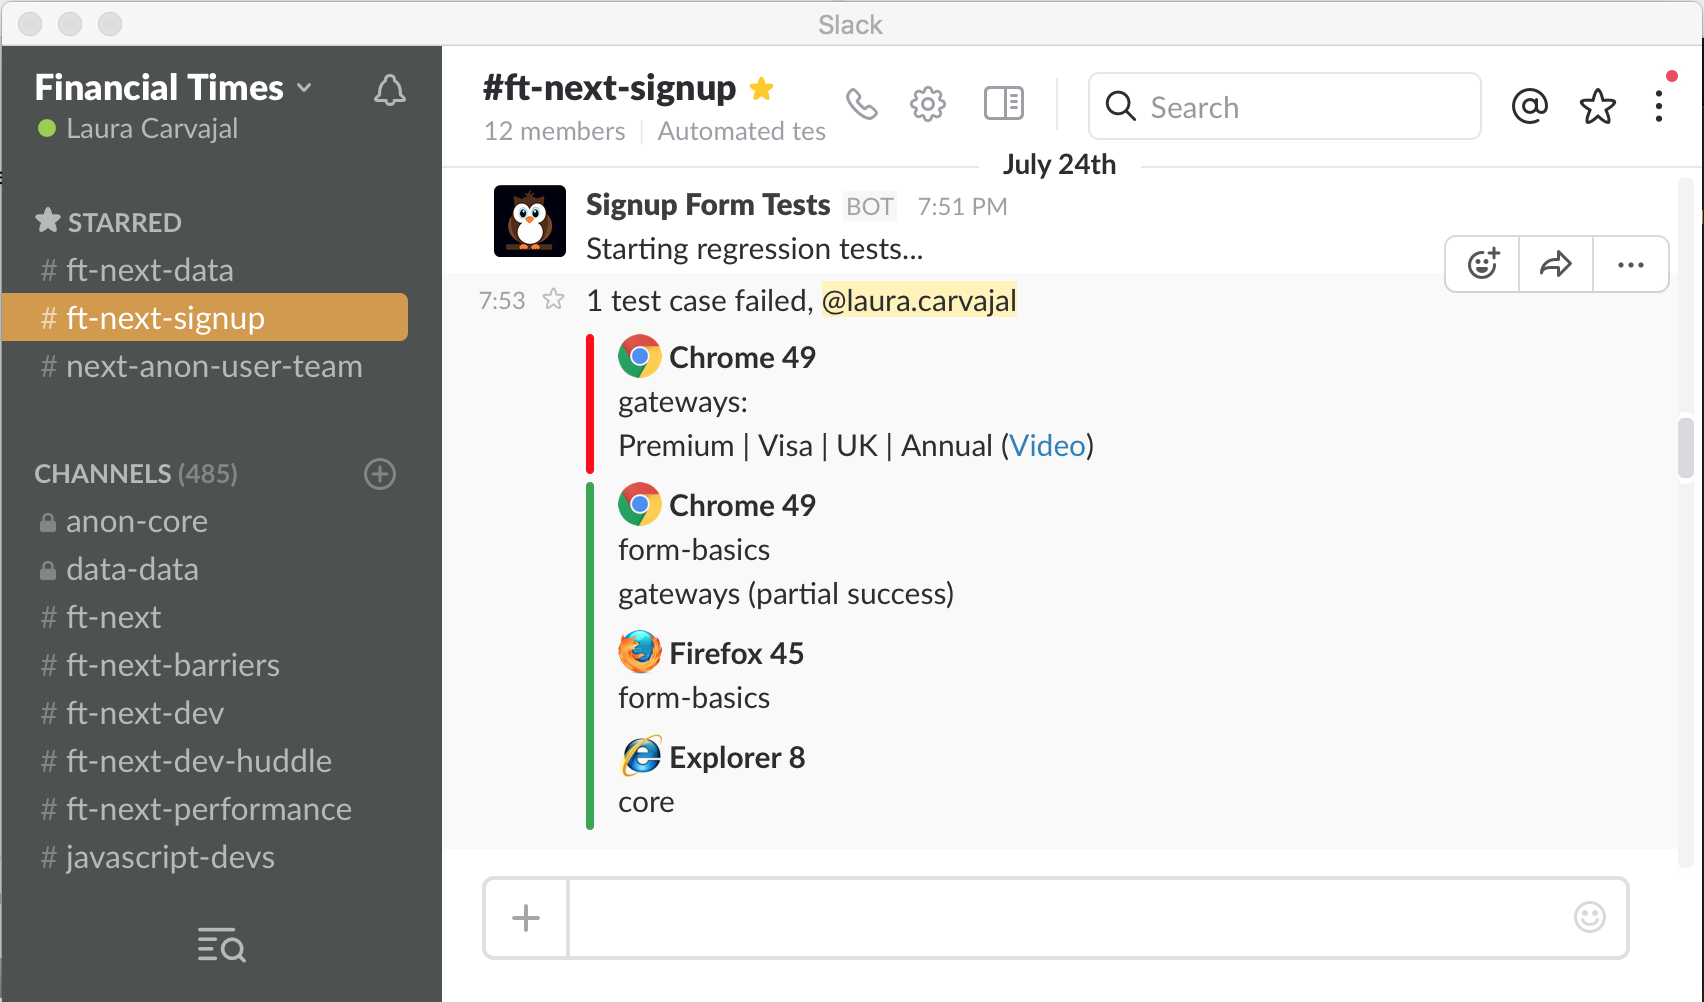 Slack
Financial Times
Laura Carvajal
STARRED
# ft-next-data
# ft-next-signup
# next-anon-user-team
CHANNELS (485)
anon-core
data-data
# ft-next
# ft-next-barriers
# ft-next-dev
# ft-next-dev-huddle
# ft-next-performance
# javascript-devs
#ft-next-signup
12 members | Automated tes
Search
July 24th
Signup Form Tests BOT 7:51 PM
Starting regression tests...
7:53 1 test case failed, @laura.carvajal
Chrome 49
gateways:
Premium | Visa | UK | Annual (Video)
Chrome 49
form-basics
gateways (partial success)
Firefox 45
form-basics
Explorer 8
core